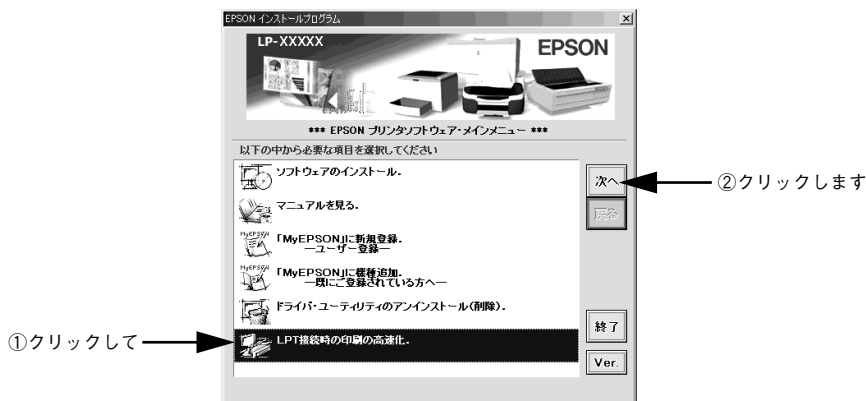 EPSON インストールプログラム
LP-XXXXX
EPSON
*** EPSON プリンタソフトウェア・メインメニュー ***
以下の中から必要な項目を選択してください
ソフトウェアのインストール.
マニュアルを見る.
MyEPSON
「MyEPSON」に新規登録.
―ユーザー登録―
MyEPSON
「MyEPSON」に機種追加.
―既にご登録されている方へ―
ドライバ・ユーティリティのアンインストール(削除).
①クリックして
LPT接続時の印刷の高速化.
次へ
②クリックします
戻る
終了
Ver.